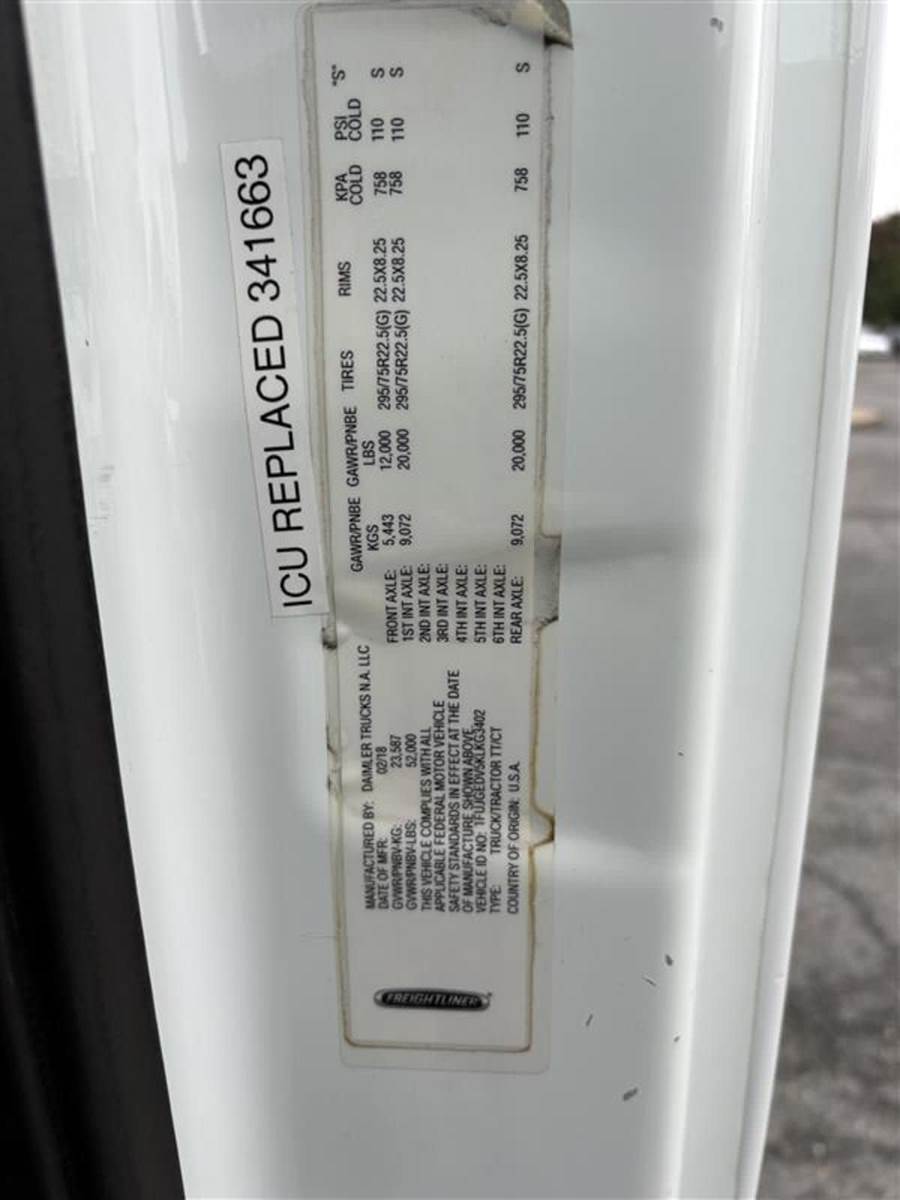 ICU REPLACED 341663
MANUFACTURED BY: DAIMLER TRUCKS N.A. LLC
DATE OF MFR: 02/18
GVWR/PNBV-KG: 23,587
GVWR/PNBV-LBS: 52,000
THIS VEHICLE COMPLIES WITH ALL
APPLICABLE FEDERAL MOTOR VEHICLE
SAFETY STANDARDS IN EFFECT AT THE DATE
OF MANUFACTURE SHOWN ABOVE
VEHICLE ID NO: 1FUJGEDV5KLKG3402
TYPE: TRUCK/TRACTOR TT/CT
COUNTRY OF ORIGIN: U.S.A.
GAWR/PNBE GAWR/PNBE TIRES RIMS KPA PSI "S"
KGS LBS COLD COLD
FRONT AXLE: 5,443 12,000 295/75R22.5(G) 22.5X8.25 758 110 S
1ST INT AXLE: 9,072 20,000 295/75R22.5(G) 22.5X8.25 758 110 S
2ND INT AXLE:
3RD INT AXLE:
4TH INT AXLE:
5TH INT AXLE:
6TH INT AXLE:
REAR AXLE: 9,072 20,000 295/75R22.5(G) 22.5X8.25 758 110 S
FREIGHTLINER